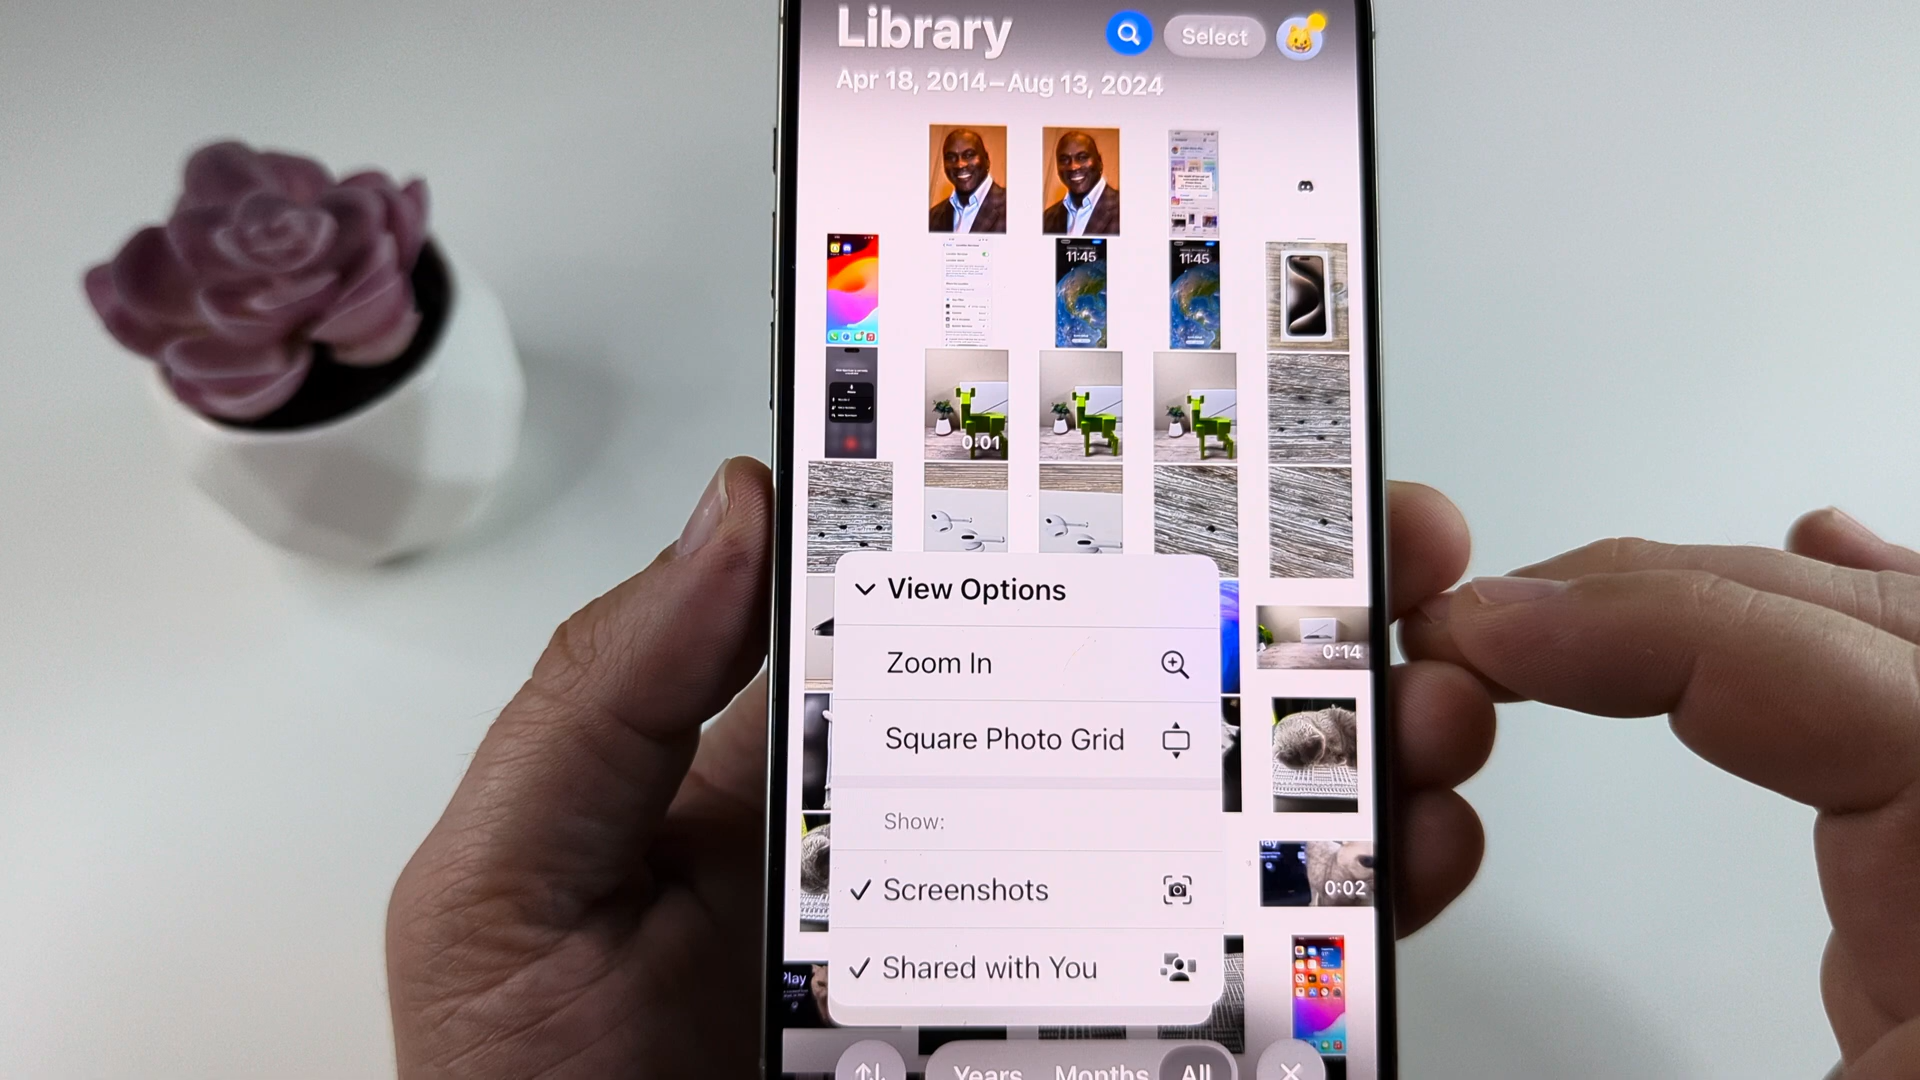 Library
Select
Apr 18, 2014–Aug 13, 2024
11:45
11:45
0:01
View Options
Zoom In
0:14
Square Photo Grid
Show:
Screenshots
0:02
Shared with You
Play
Years
Months
All